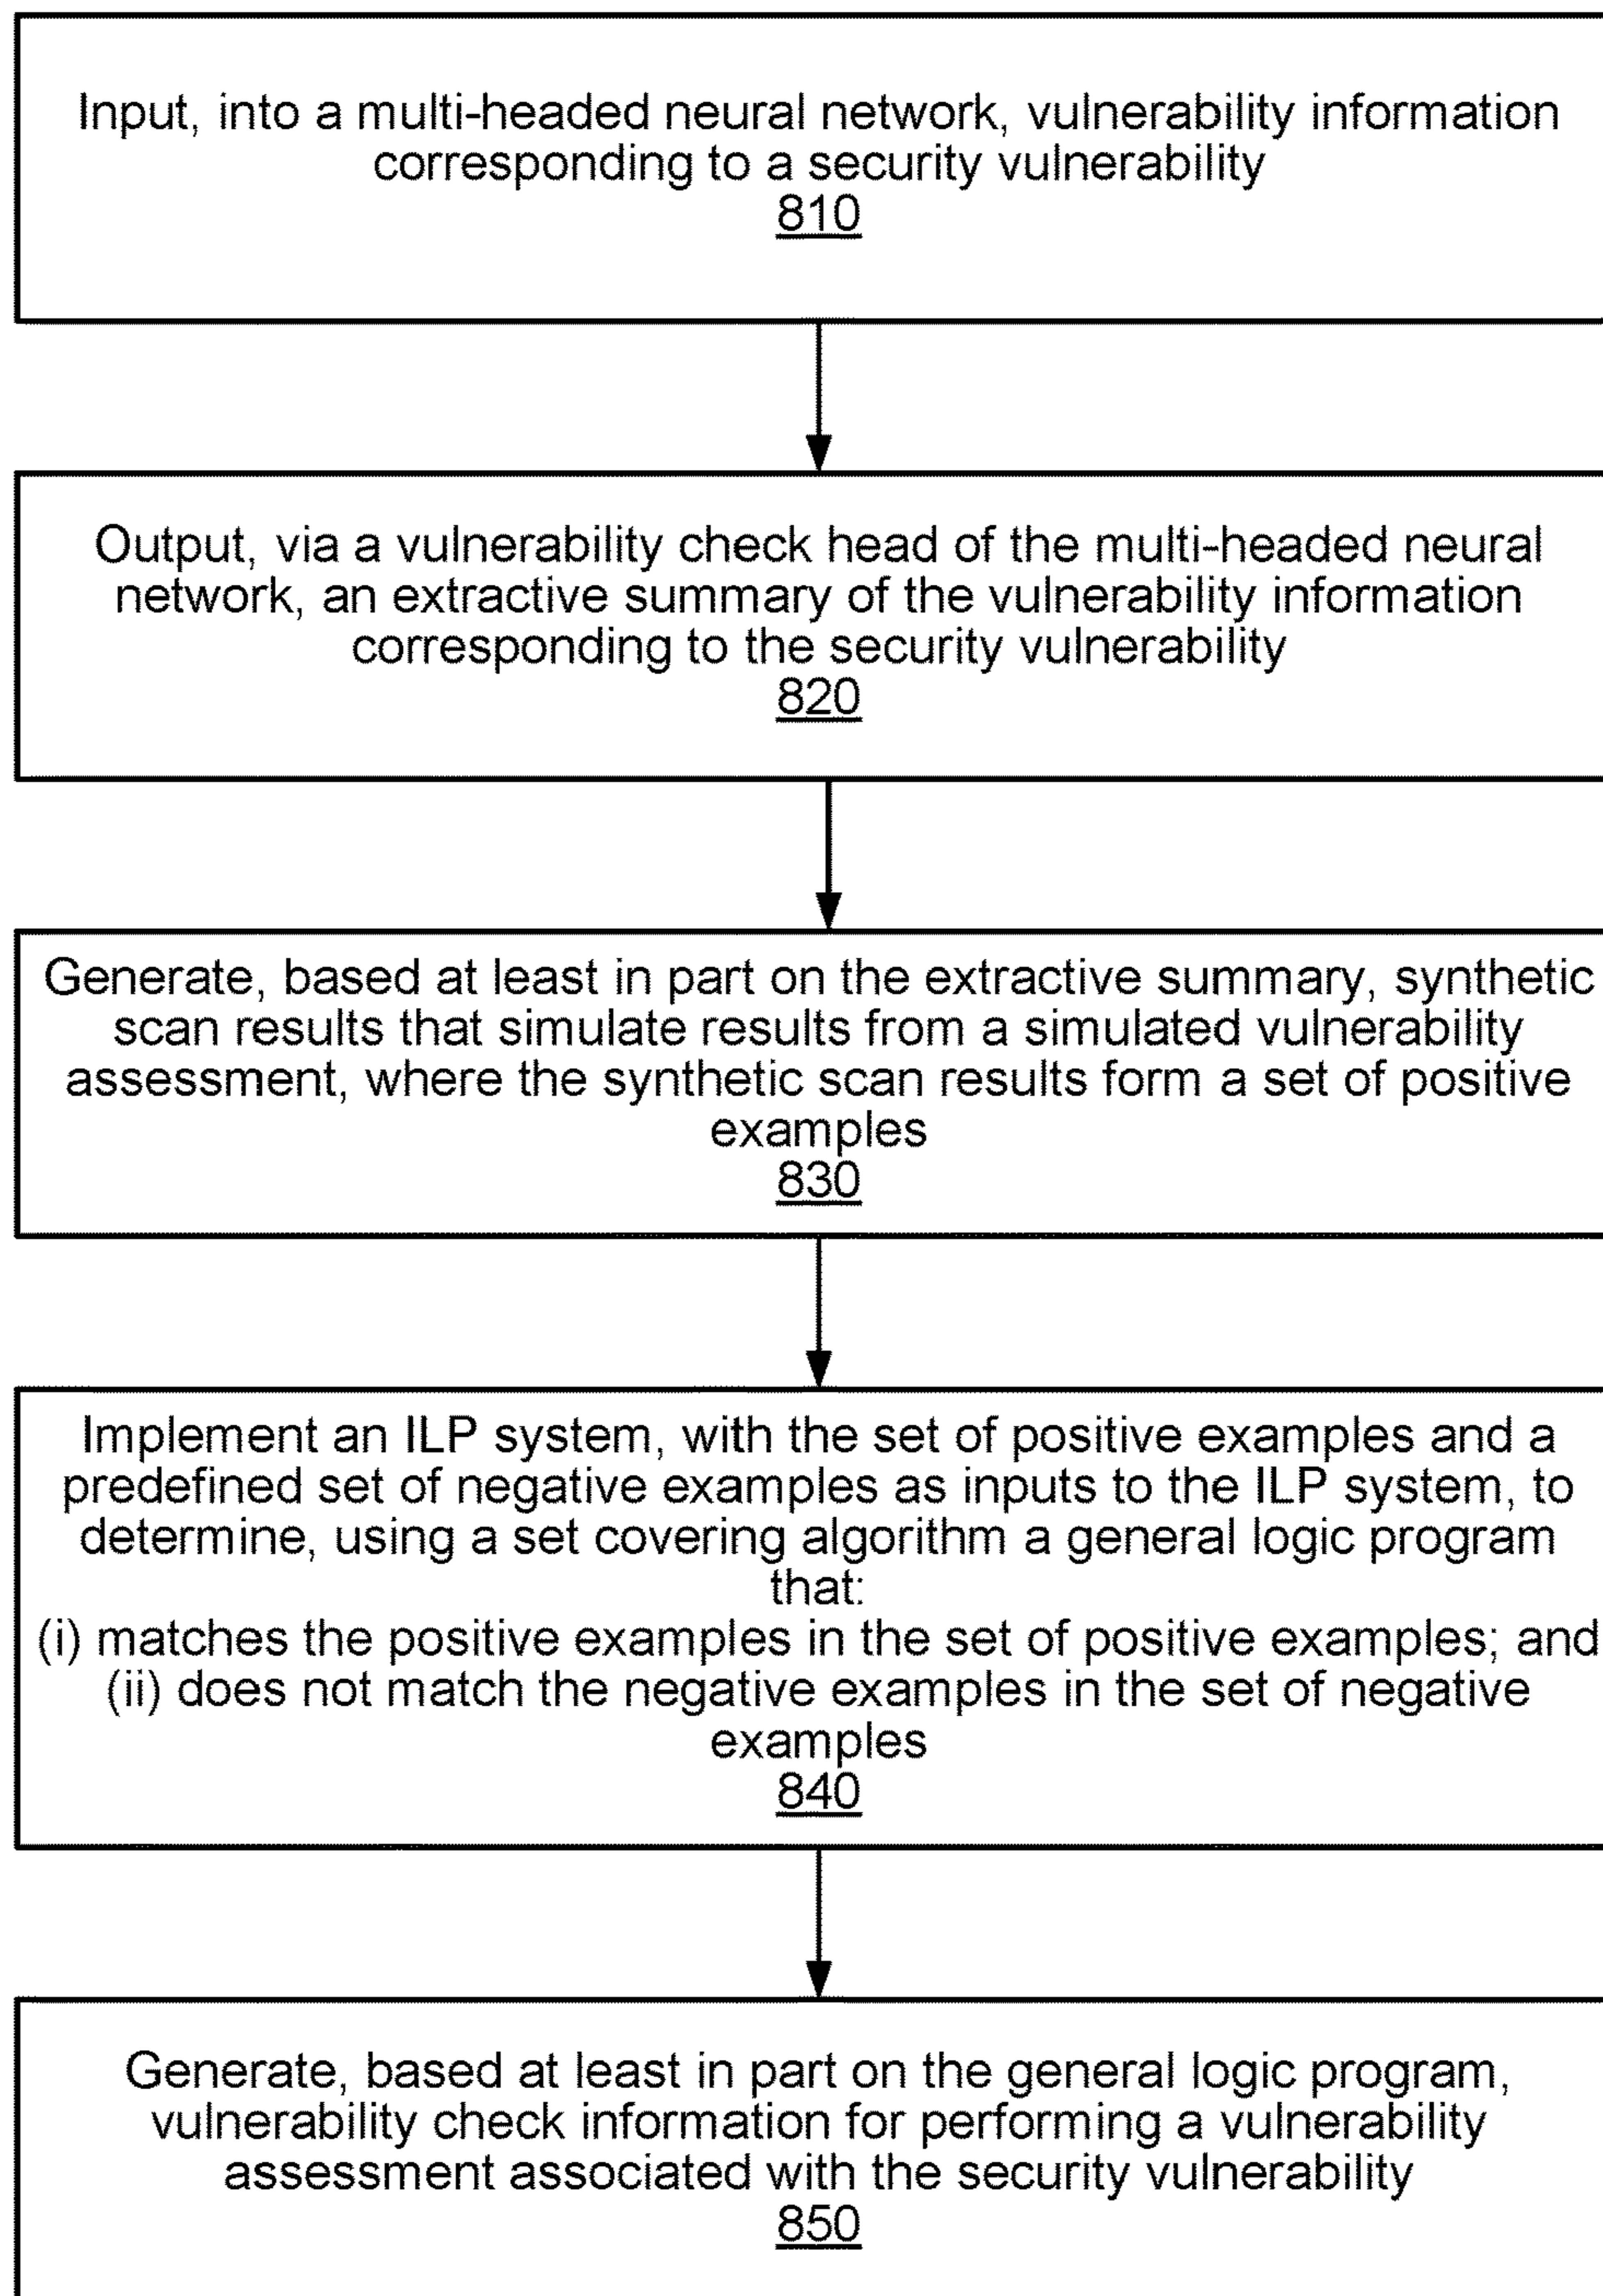 Input, into a multi-headed neural network, vulnerability information
corresponding to a security vulnerability
810
Output, via a vulnerability check head of the multi-headed neural
network, an extractive summary of the vulnerability information
corresponding to the security vulnerability
820
Generate, based at least in part on the extractive summary, synthetic
scan results that simulate results from a simulated vulnerability
assessment, where the synthetic scan results form a set of positive
examples
830
Implement an ILP system, with the set of positive examples and a
predefined set of negative examples as inputs to the ILP system, to
determine, using a set covering algorithm a general logic program
that:
(i) matches the positive examples in the set of positive examples; and
(ii) does not match the negative examples in the set of negative
examples
840
Generate, based at least in part on the general logic program,
vulnerability check information for performing a vulnerability
assessment associated with the security vulnerability
850